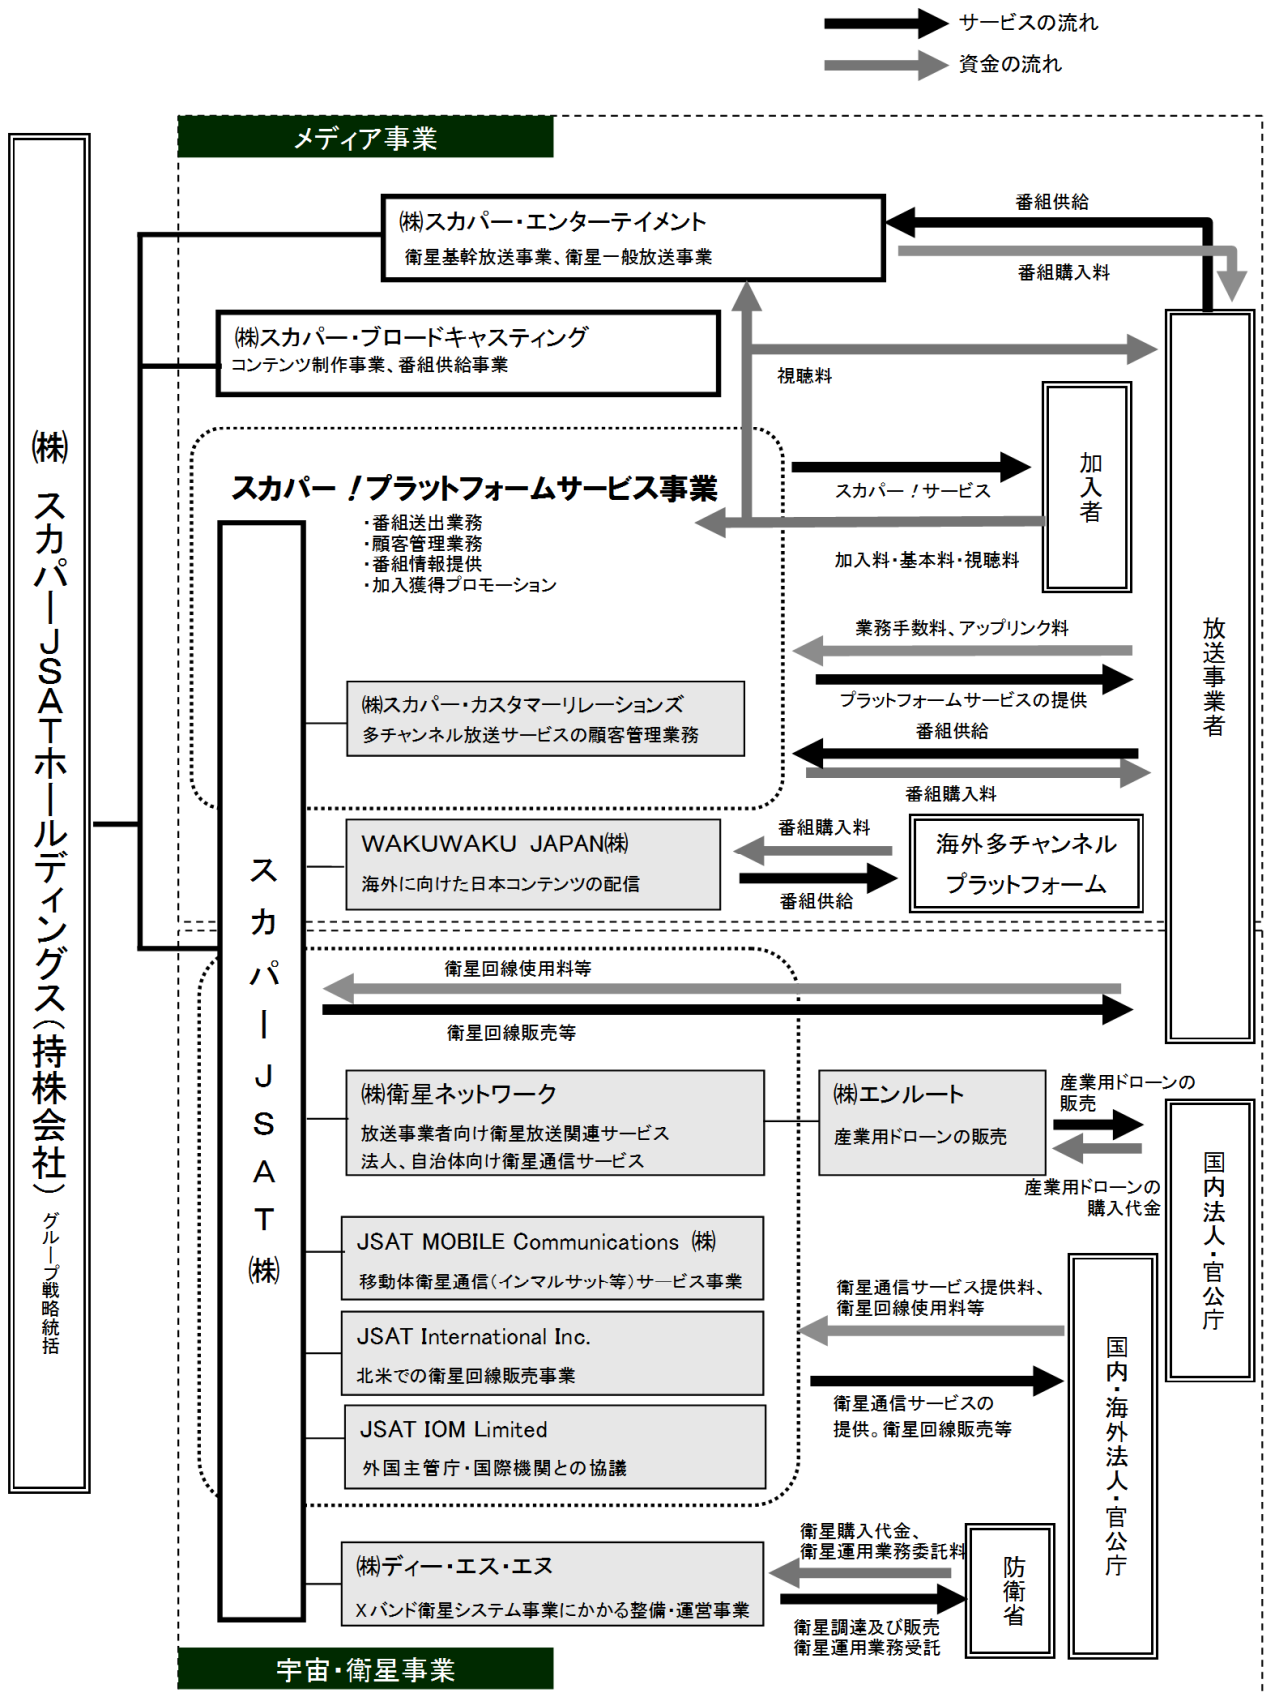 サービスの流れ
資金の流れ
メディア事業
㈱ スカパーJSATホールディングス(持株会社) グループ戦略統括
㈱スカパー・エンターテイメント
衛星基幹放送事業、衛星一般放送事業
番組供給
番組購入料
㈱スカパー・ブロードキャスティング
コンテンツ制作事業、番組供給事業
視聴料
加入者
放送事業者
スカパー!プラットフォームサービス事業
・番組送出業務
・顧客管理業務
・番組情報提供
・加入獲得プロモーション
スカパー!サービス
加入料・基本料・視聴料
業務手数料、アップリンク料
プラットフォームサービスの提供
番組供給
番組購入料
スカパーJSAT㈱
㈱スカパー・カスタマーリレーションズ
多チャンネル放送サービスの顧客管理業務
WAKUWAKU JAPAN㈱
海外に向けた日本コンテンツの配信
番組購入料
番組供給
海外多チャンネル
プラットフォーム
衛星回線使用料等
衛星回線販売等
㈱衛星ネットワーク
放送事業者向け衛星放送関連サービス
法人、自治体向け衛星通信サービス
㈱エンルート
産業用ドローンの販売
産業用ドローンの
販売
産業用ドローンの
購入代金
国内法人・官公庁
JSAT MOBILE Communications ㈱
移動体衛星通信(インマルサット等)サービス事業
JSAT International Inc.
北米での衛星回線販売事業
JSAT IOM Limited
外国主管庁・国際機関との協議
衛星通信サービス提供料、
衛星回線使用料等
衛星通信サービスの
提供。衛星回線販売等
国内・海外法人・官公庁
㈱ディー・エス・エヌ
Xバンド衛星システム事業にかかる整備・運営事業
衛星購入代金、
衛星運用業務委託料
衛星調達及び販売
衛星運用業務受託
防衛省
宇宙・衛星事業